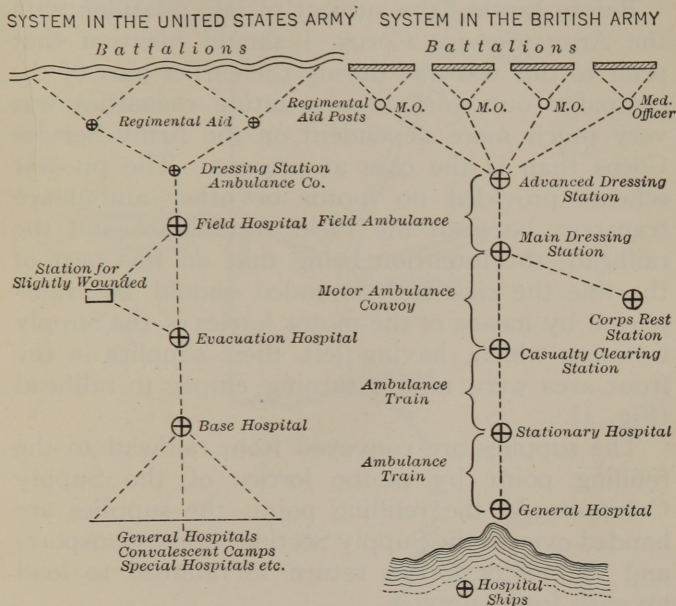 SYSTEM IN THE UNITED STATES ARMY
Battalions
Regimental Aid
Dressing Station
Ambulance Co.
Field Hospital
Station for
Slightly Wounded
Evacuation Hospital
Base Hospital
General Hospitals
Convalescent Camps
Special Hospitals etc.
SYSTEM IN THE BRITISH ARMY
Battalions
Regimental
Aid Posts
M.O.
M.O.
M.O.
Med.
Officer
Advanced Dressing
Station
Field Ambulance
Main Dressing
Station
Motor Ambulance
Convoy
Corps Rest
Station
Casualty Clearing
Station
Ambulance
Train
Stationary Hospital
Ambulance
Train
General Hospital
Hospital
Ships